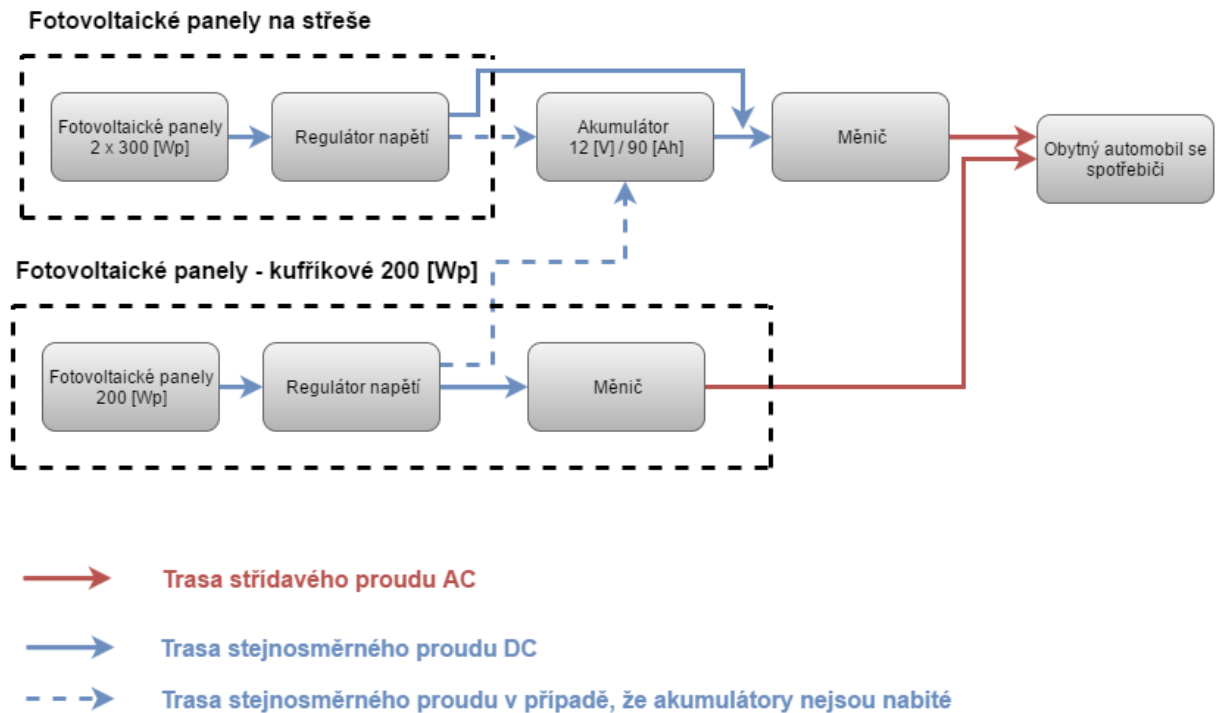 Fotovoltaické panely na střeše
Fotovoltaické panely
2 x 300 [Wp]
Regulátor napětí
Akumulátor
12 [V] / 90 [Ah]
Měnič
Obytný automobil se
spotřebiči
Fotovoltaické panely - kufříkové 200 [Wp]
Fotovoltaické panely
200 [Wp]
Regulátor napětí
Měnič
Trasa střídavého proudu AC
Trasa stejnosměrného proudu DC
Trasa stejnosměrného proudu v případě, že akumulátory nejsou nabité